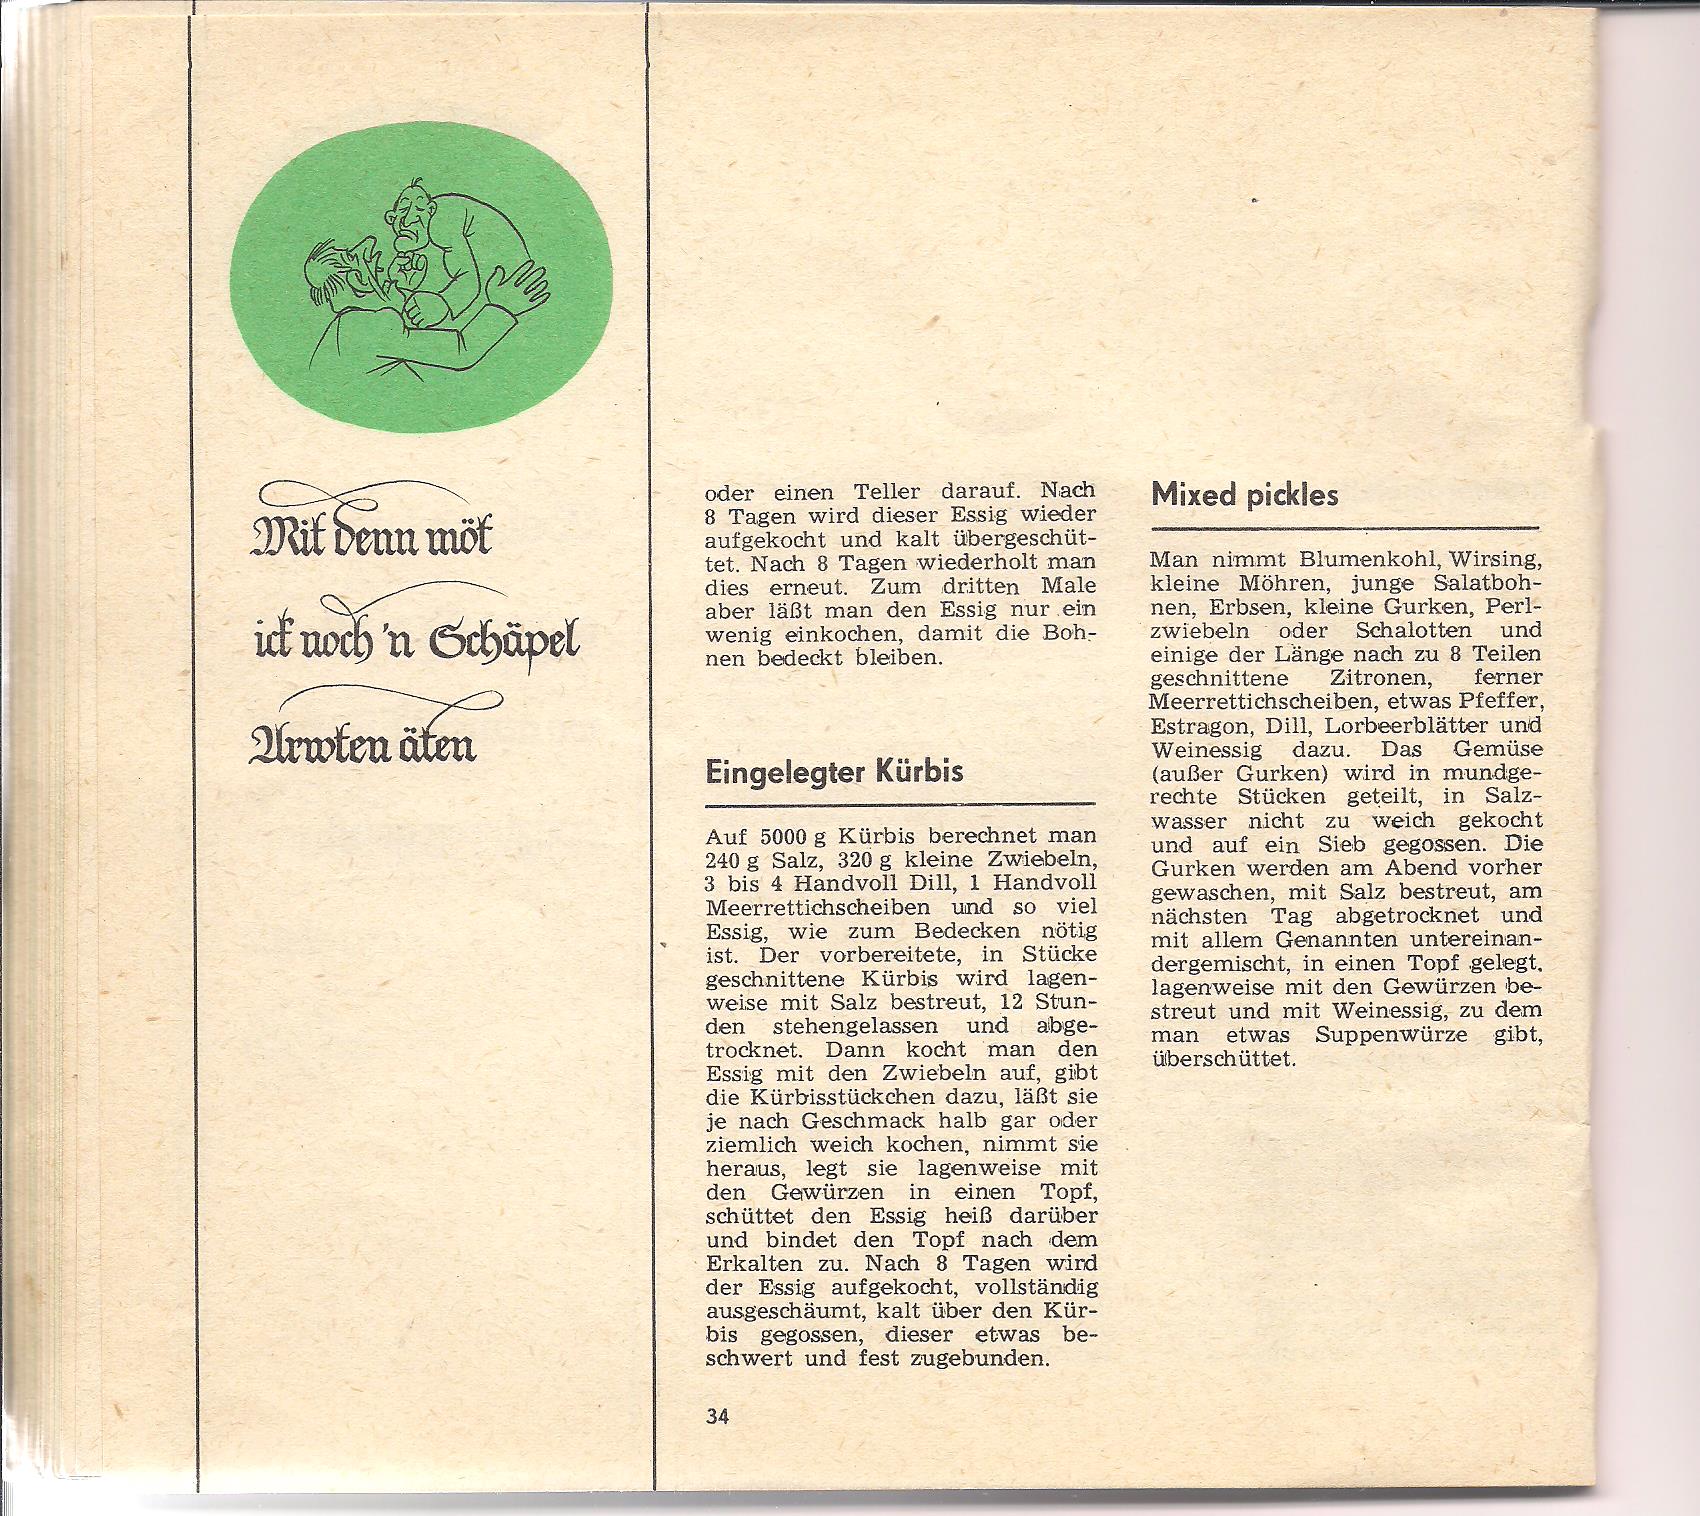 Mit denn möt
ick noch 'n Schäpel
Arwten äten
oder einen Teller darauf. Nach
8 Tagen wird dieser Essig wieder
aufgekocht und kalt übergeschüt-
tet. Nach 8 Tagen wiederholt man
dies erneut. Zum dritten Male
aber läßt man den Essig nur ein
wenig einkochen, damit die Boh-
nen bedeckt bleiben.
Eingelegter Kürbis
Auf 5000 g Kürbis berechnet man
240 g Salz, 320 g kleine Zwiebeln,
3 bis 4 Handvoll Dill, 1 Handvoll
Meerrettichscheiben und so viel
Essig, wie zum Bedecken nötig
ist. Der vorbereitete, in Stücke
geschnittene Kürbis wird lagen-
weise mit Salz bestreut, 12 Stun-
den stehengelassen und abge-
trocknet. Dann kocht man den
Essig mit den Zwiebeln auf, gibt
die Kürbisstückchen dazu, läßt sie
je nach Geschmack halb gar oder
ziemlich weich kochen, nimmt sie
heraus, legt sie lagenweise mit
den Gewürzen in einen Topf,
schüttet den Essig heiß darüber
und bindet den Topf nach dem
Erkalten zu. Nach 8 Tagen wird
der Essig aufgekocht, vollständig
ausgeschäumt, kalt über den Kür-
bis gegossen, dieser etwas be-
schwert und fest zugebunden.
34
Mixed pickles
Man nimmt Blumenkohl, Wirsing,
kleine Möhren, junge Salatboh-
nen, Erbsen, kleine Gurken, Perl-
zwiebeln oder Schalotten und
einige der Länge nach zu 8 Teilen
geschnittene Zitronen, ferner
Meerrettichscheiben, etwas Pfeffer,
Estragon, Dill, Lorbeerblätter und
Weinessig dazu. Das Gemüse
(außer Gurken) wird in mundge-
rechte Stücken geteilt, in Salz-
wasser nicht zu weich gekocht
und auf ein Sieb gegossen. Die
Gurken werden am Abend vorher
gewaschen, mit Salz bestreut, am
nächsten Tag abgetrocknet und
mit allem Genannten untereinan-
dergemischt, in einen Topf gelegt,
lagenweise mit den Gewürzen be-
streut und mit Weinessig, zu dem
man etwas Suppenwürze gibt,
überschüttet.